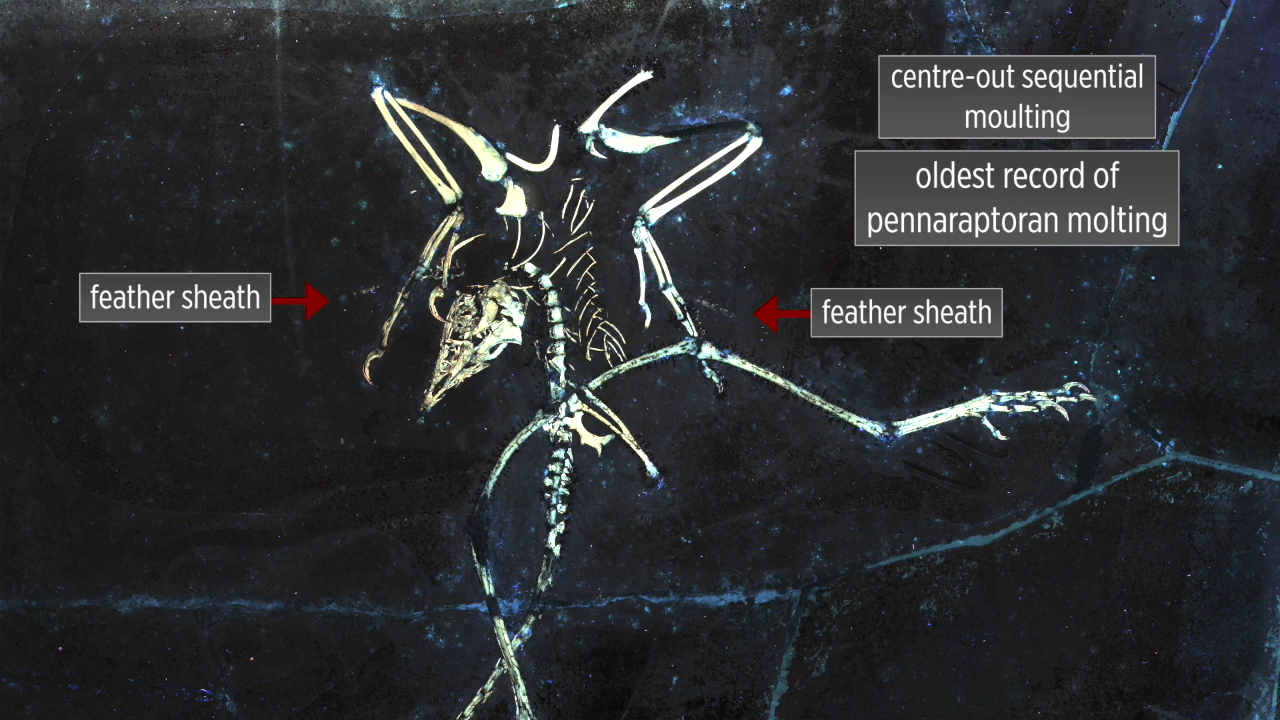 centre-out sequential
moulting
oldest record of
pennaraptoran molting
feather sheath
feather sheath